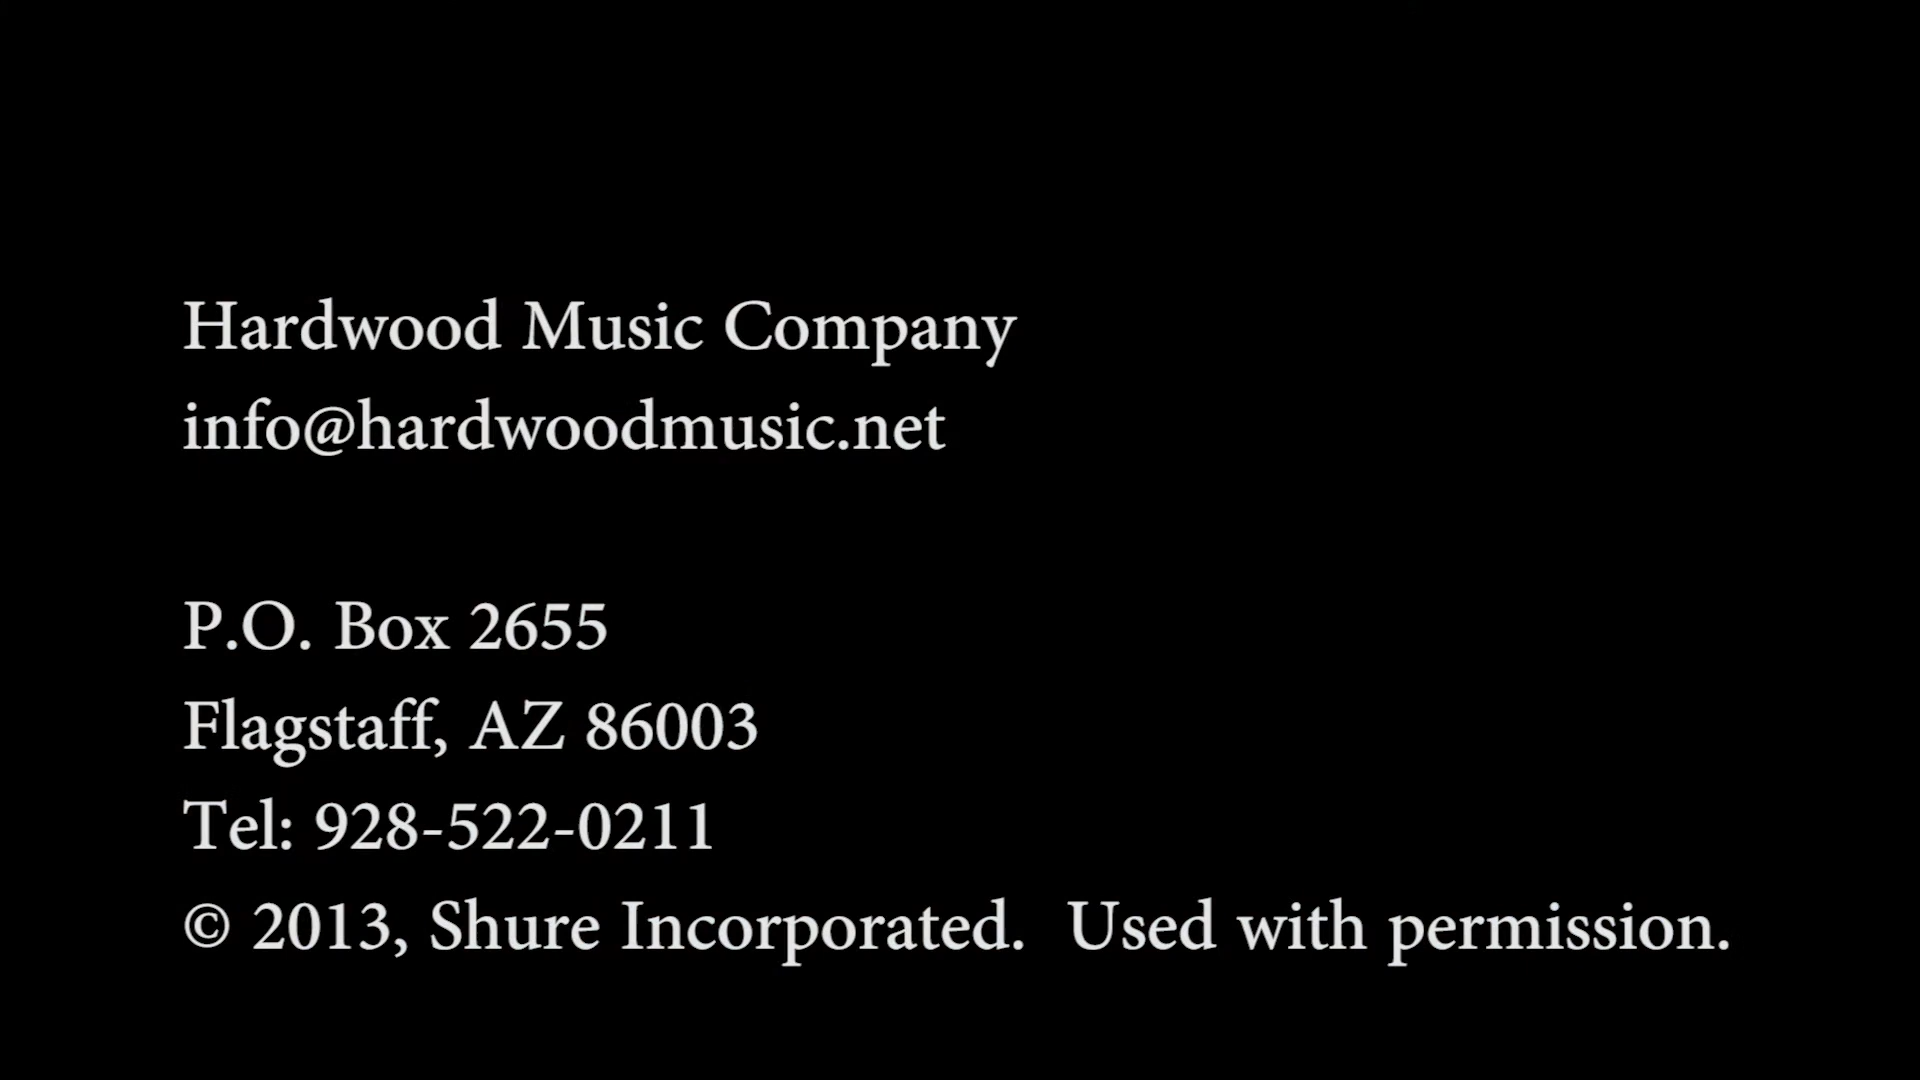 Hardwood Music Company
info@hardwoodmusic.net
P.O. Box 2655
Flagstaff, AZ 86003
Tel: 928-522-0211
© 2013, Shure Incorporated.  Used with permission.